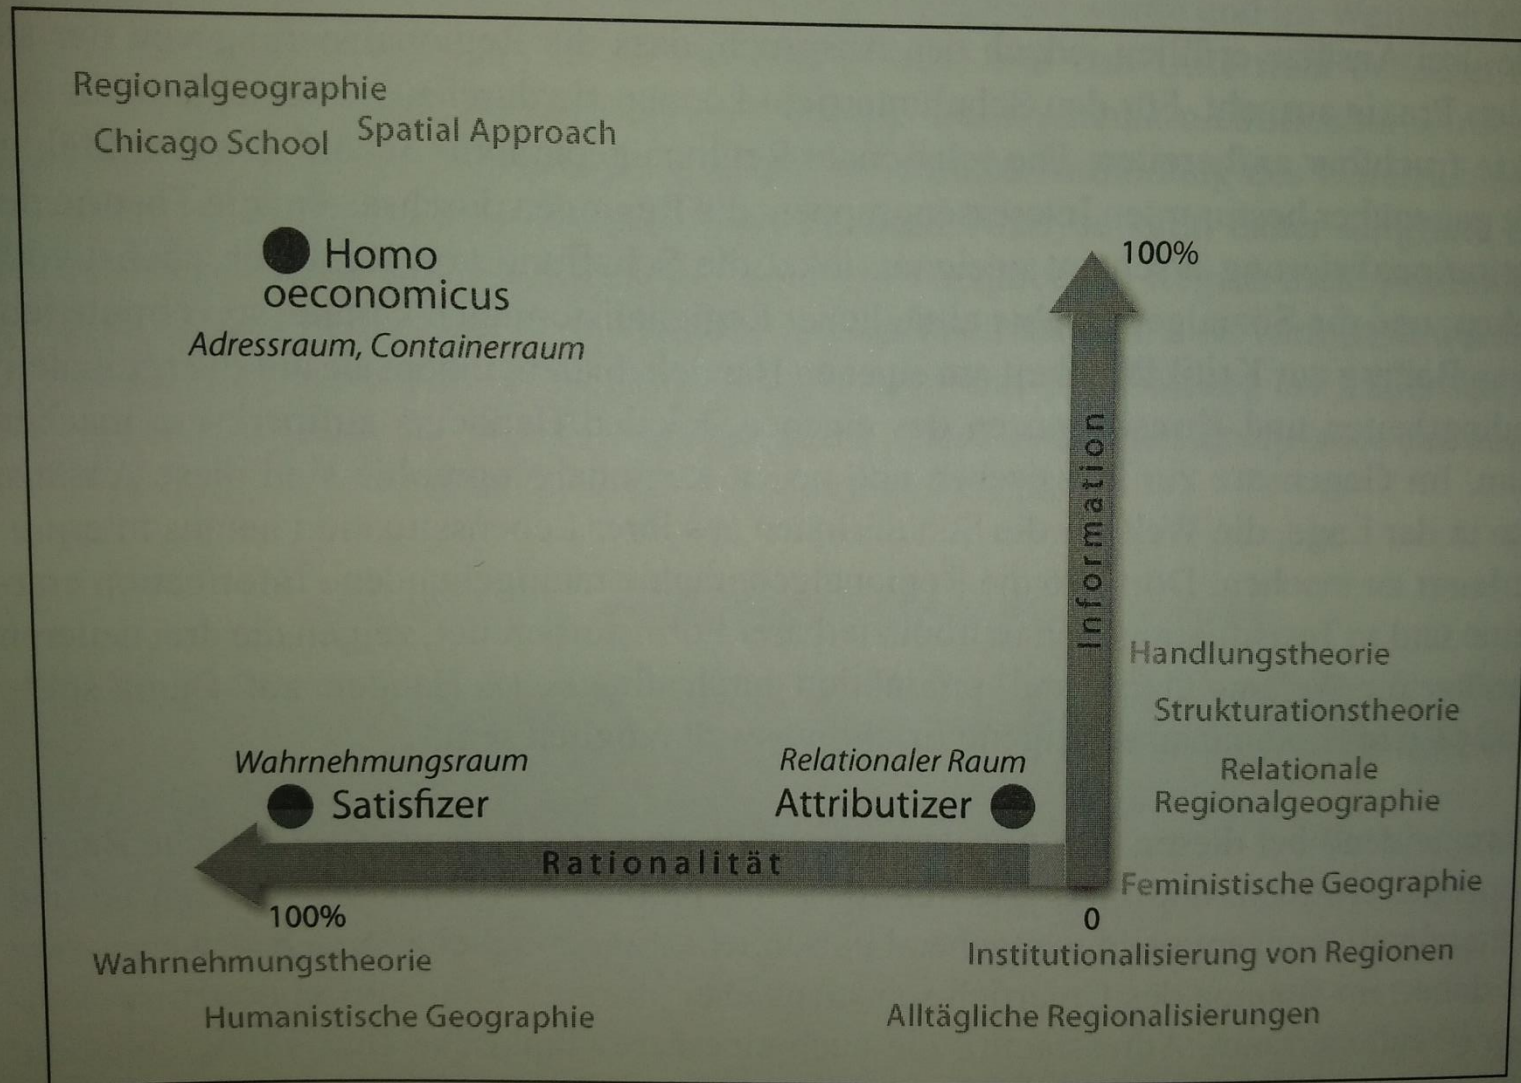 Regionalgeographie
Chicago School
Spatial Approach
Homo
oeconomicus
Adressraum, Containerraum
100%
Information
Handlungstheorie
Strukturationstheorie
Relationale
Regionalgeographie
Wahrnehmungsraum
Satisfizer
Relationaler Raum
Attributizer
Rationalität
Feministische Geographie
100%
0
Wahrnehmungstheorie
Institutionalisierung von Regionen
Humanistische Geographie
Alltägliche Regionalisierungen